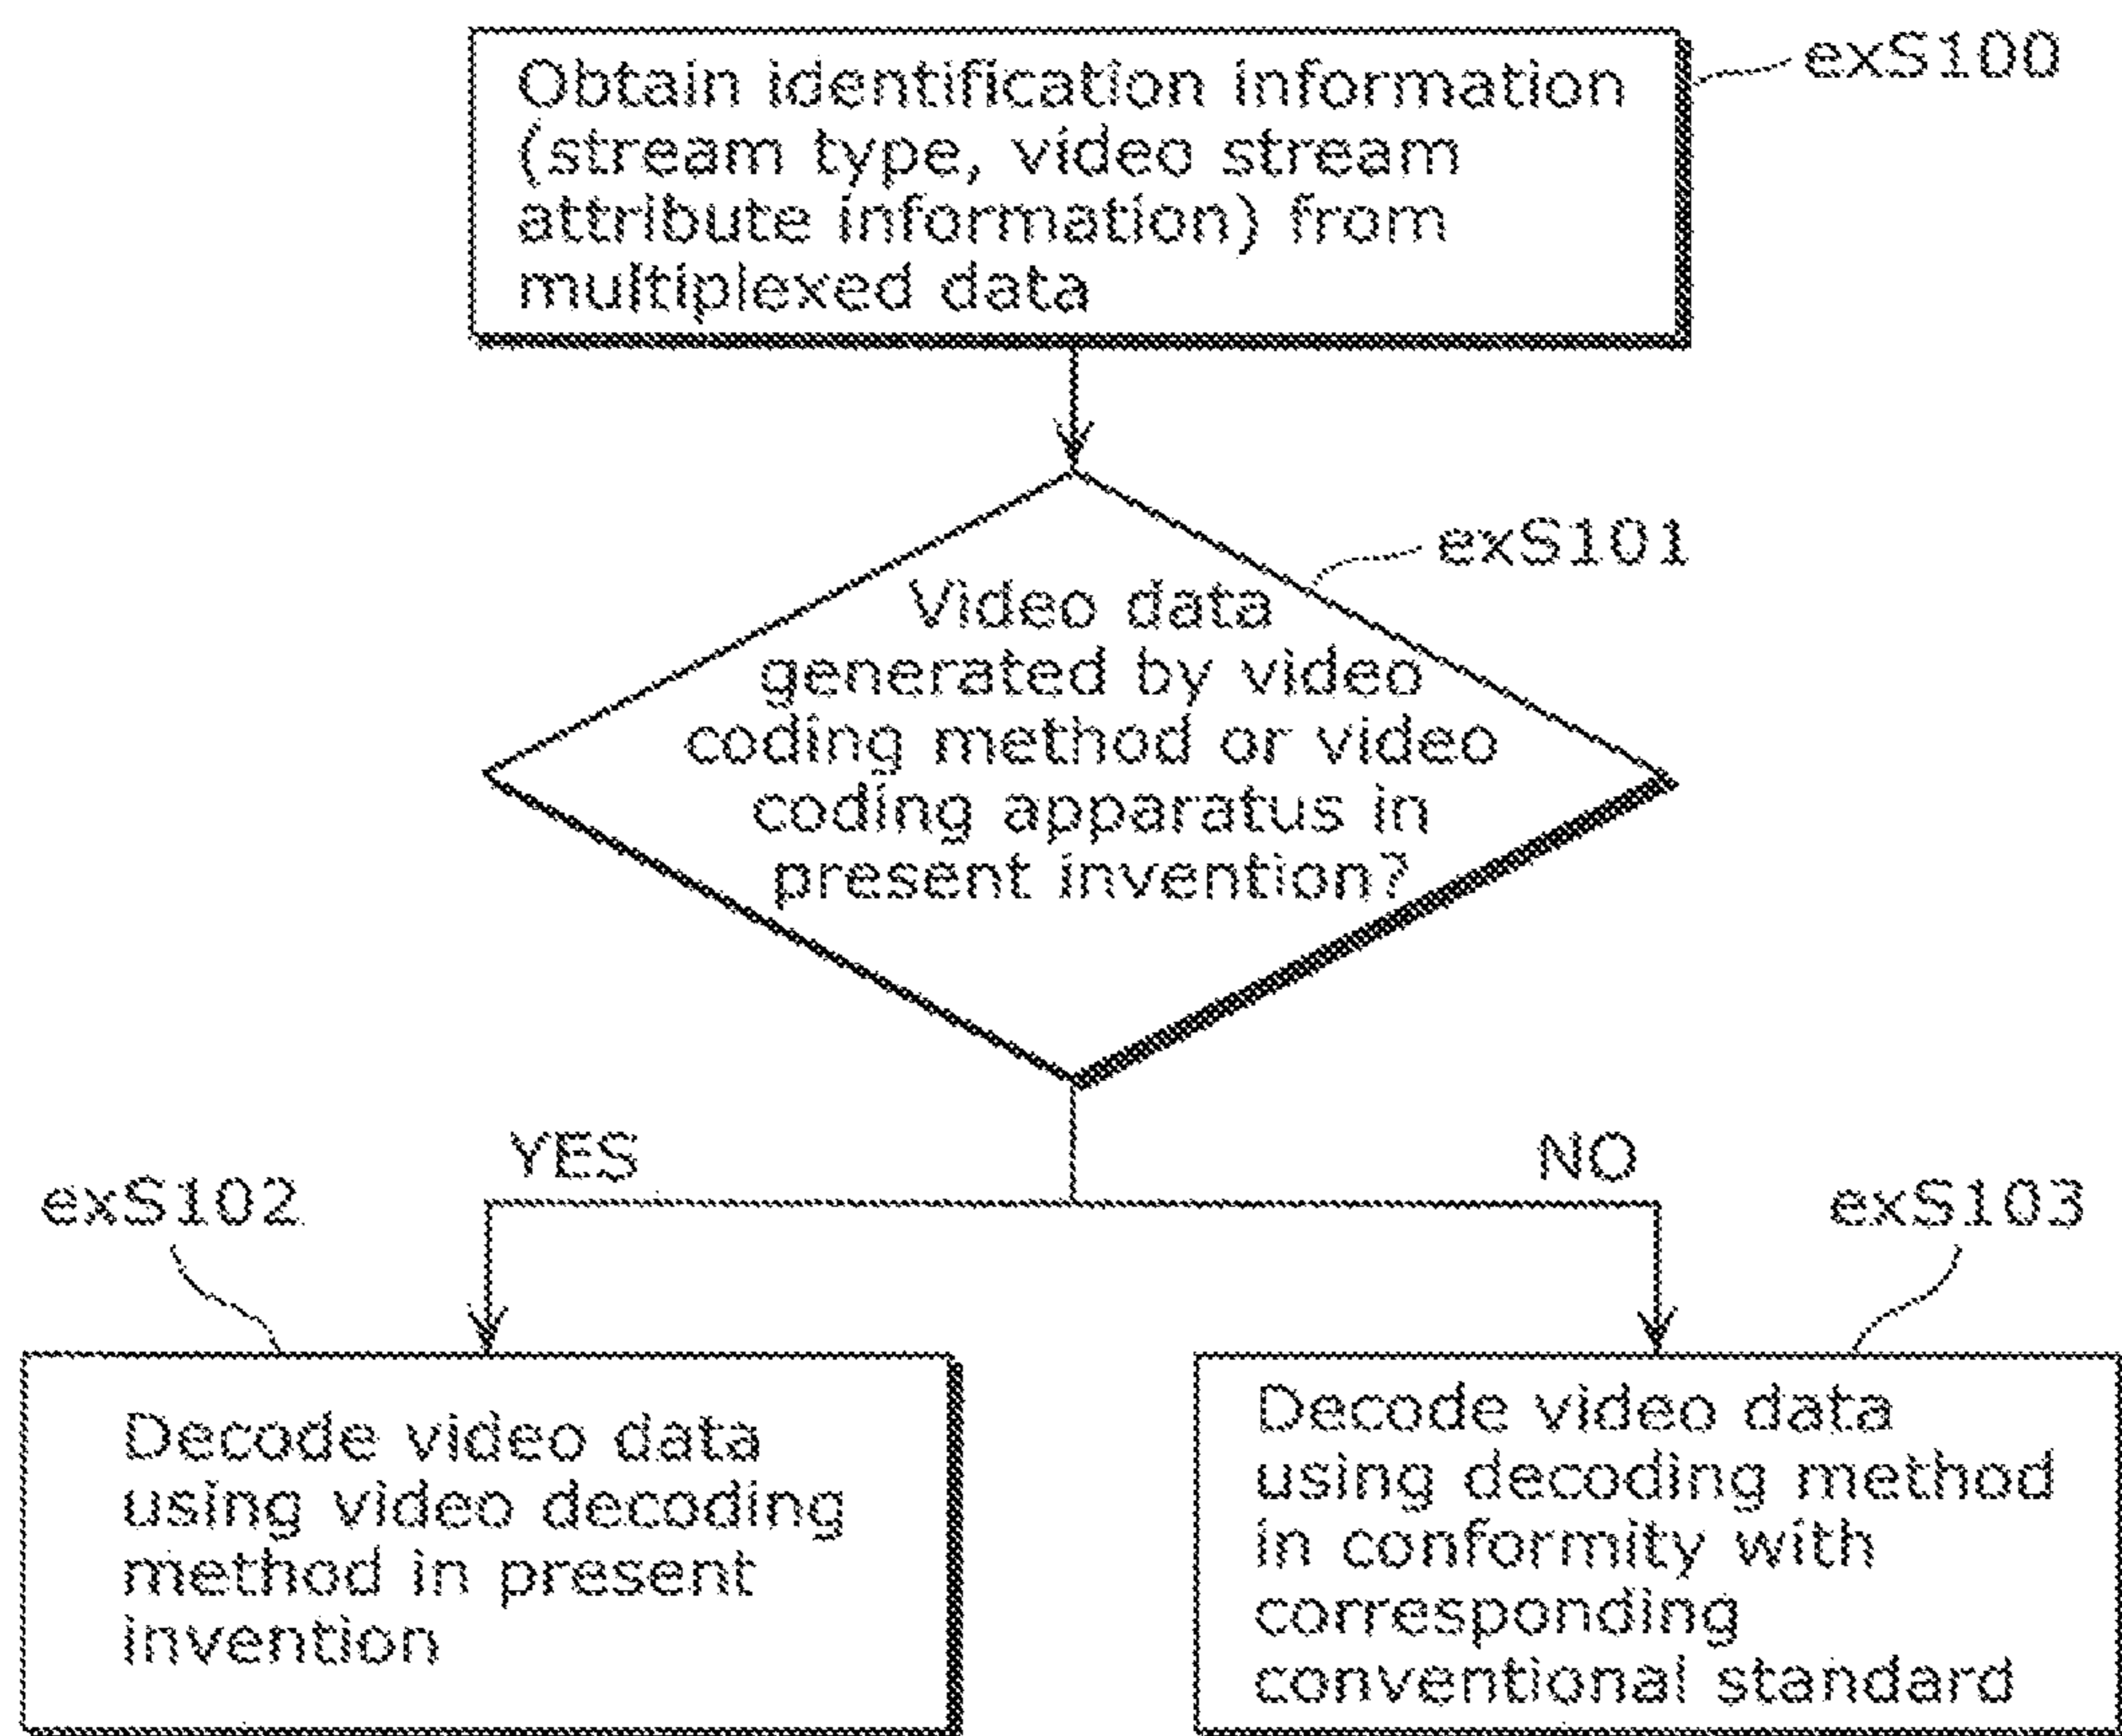 Obtain identification information
(stream type, video stream
attribute information) from
multiplexed data
exS100
exS101
Video data
generated by video
coding method or video
coding apparatus in
present invention?
YES
NO
exS102
exS103
Decode video data
using video decoding
method in present
invention
Decode video data
using decoding method
in conformity with
corresponding
conventional standard